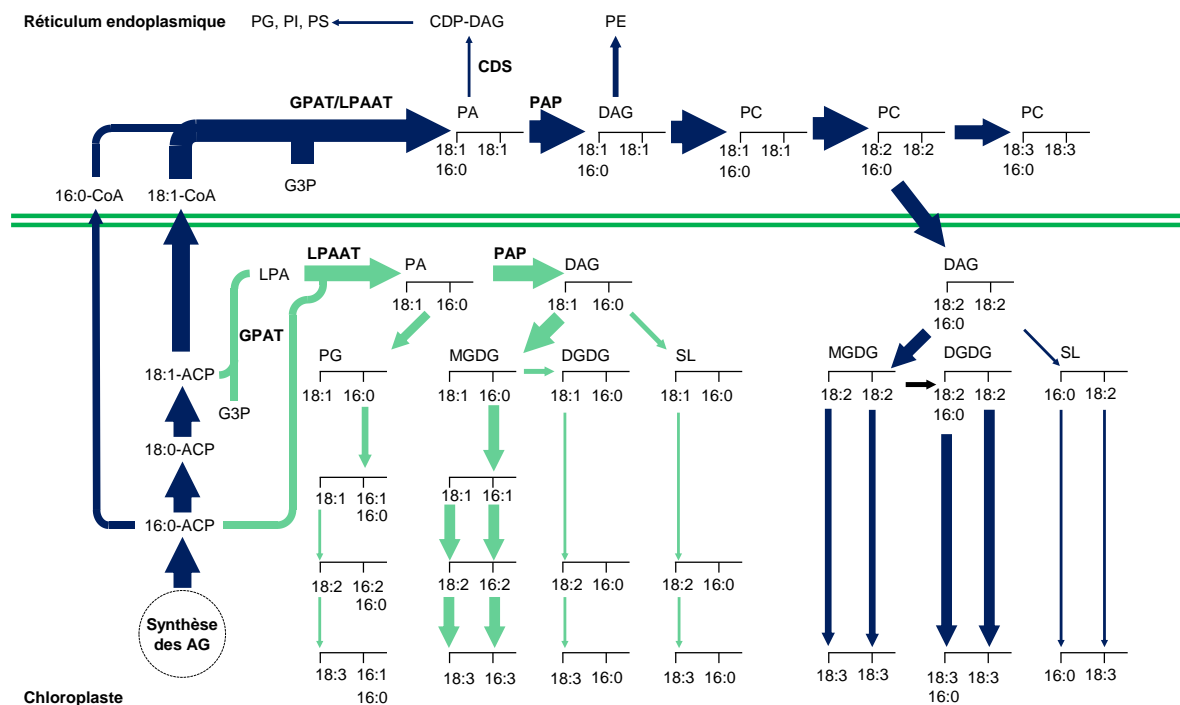 Réticulum endoplasmique PG, PI, PS CDP-DAG PE
CDS
GPAT/LPAAT PAP
PA DAG PC PC PC
18:1 18:1 18:1 18:1 18:1 18:1 18:2 18:2 18:3 18:3
16:0 16:0 16:0 16:0 16:0
G3P
16:0-CoA 18:1-CoA
LPAAT PAP
LPA PA DAG DAG
18:1 16:0 18:1 16:0 18:2 18:2
16:0
GPAT
PG MGDG DGDG SL MGDG DGDG SL
18:1-ACP
18:1 16:0 18:1 16:0 18:1 16:0 18:1 16:0 18:2 18:2 18:2 18:2 16:0 18:2
16:0
G3P
18:0-ACP
18:1 16:1 18:1 16:1
16:0
16:0-ACP
18:2 16:2 18:2 16:2 18:2 16:0 18:2 16:0
16:0
Synthèse
des AG
18:3 16:1 18:3 16:3 18:3 16:0 18:3 16:0 18:3 18:3 18:3 18:3 16:0 18:3
16:0 16:0
Chloroplaste